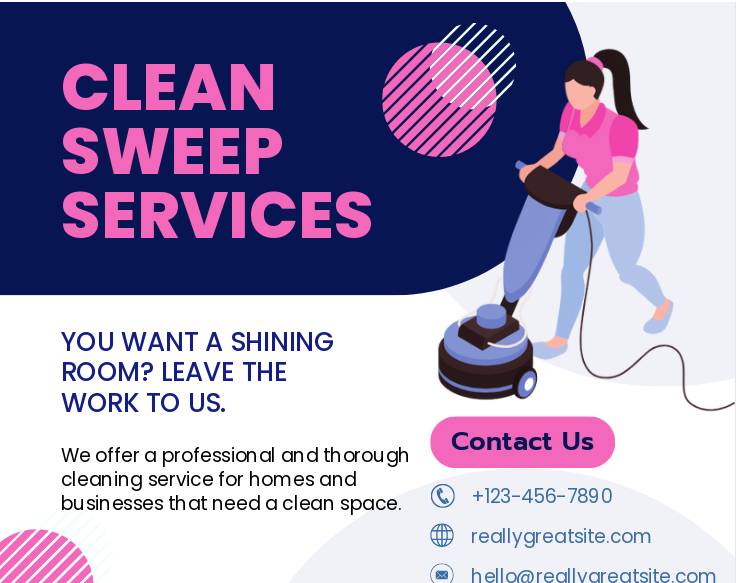 CLEAN
SWEEP
SERVICES
YOU WANT A SHINING
ROOM? LEAVE THE
WORK TO US.
We offer a professional and thorough
cleaning service for homes and
businesses that need a clean space.
Contact Us
+123-456-7890
reallygreatsite.com
hello@reallygreatsite.com